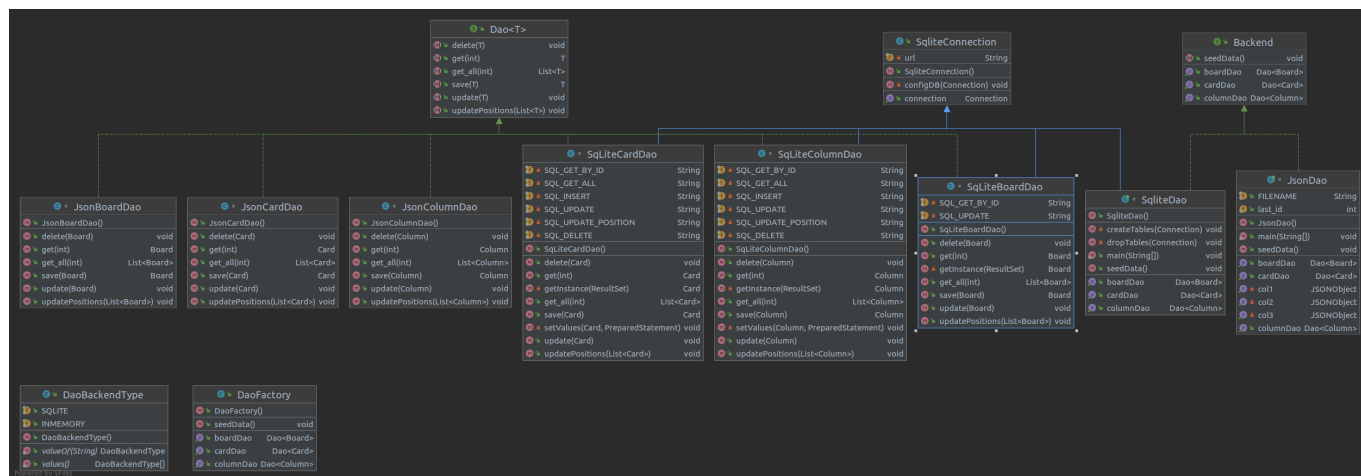 Dao<T>
delete(T) void
get(int) T
get_all(int) List<T>
save(T) T
update(T) void
updatePositions(List<T>) void
SqliteConnection
url String
SqliteConnection()
configDB(Connection) void
connection Connection
Backend
seedData() void
boardDao Dao<Board>
cardDao Dao<Card>
columnDao Dao<Column>
JsonBoardDao
JsonBoardDao()
delete(Board) void
get(int) Board
get_all(int) List<Board>
save(Board) Board
update(Board) void
updatePositions(List<Board>) void
JsonCardDao
JsonCardDao()
delete(Card) void
get(int) Card
get_all(int) List<Card>
save(Card) Card
update(Card) void
updatePositions(List<Card>) void
JsonColumnDao
JsonColumnDao()
delete(Column) void
get(int) Column
get_all(int) List<Column>
save(Column) Column
update(Column) void
updatePositions(List<Column>) void
SqLiteCardDao
SQL_GET_BY_ID String
SQL_GET_ALL String
SQL_INSERT String
SQL_UPDATE String
SQL_UPDATE_POSITION String
SQL_DELETE String
SqLiteCardDao()
delete(Card) void
get(int) Card
getInstance(ResultSet) Card
get_all(int) List<Card>
save(Card) Card
setValues(Card, PreparedStatement) void
update(Card) void
updatePositions(List<Card>) void
SqLiteColumnDao
SQL_GET_BY_ID String
SQL_GET_ALL String
SQL_INSERT String
SQL_UPDATE String
SQL_UPDATE_POSITION String
SQL_DELETE String
SqLiteColumnDao()
delete(Column) void
get(int) Column
getInstance(ResultSet) Column
get_all(int) List<Column>
save(Column) Column
setValues(Column, PreparedStatement) void
update(Column) void
updatePositions(List<Column>) void
SqLiteBoardDao
SQL_GET_BY_ID String
SQL_UPDATE String
SqLiteBoardDao()
delete(Board) void
get(int) Board
getInstance(ResultSet) Board
get_all(int) List<Board>
save(Board) Board
update(Board) void
updatePositions(List<Board>) void
SqliteDao
SqliteDao()
createTables(Connection) void
dropTables(Connection) void
main(String[]) void
seedData() void
boardDao Dao<Board>
cardDao Dao<Card>
columnDao Dao<Column>
JsonDao
FILENAME String
last_id int
JsonDao()
main(String[]) void
seedData() void
boardDao Dao<Board>
cardDao Dao<Card>
col1 JSONObject
col2 JSONObject
col3 JSONObject
columnDao Dao<Column>
DaoBackendType
SQLITE
INMEMORY
DaoBackendType()
valueOf(String) DaoBackendType
values() DaoBackendType[]
DaoFactory
DaoFactory()
seedData() void
boardDao Dao<Board>
cardDao Dao<Card>
columnDao Dao<Column>
Powered by yFiles